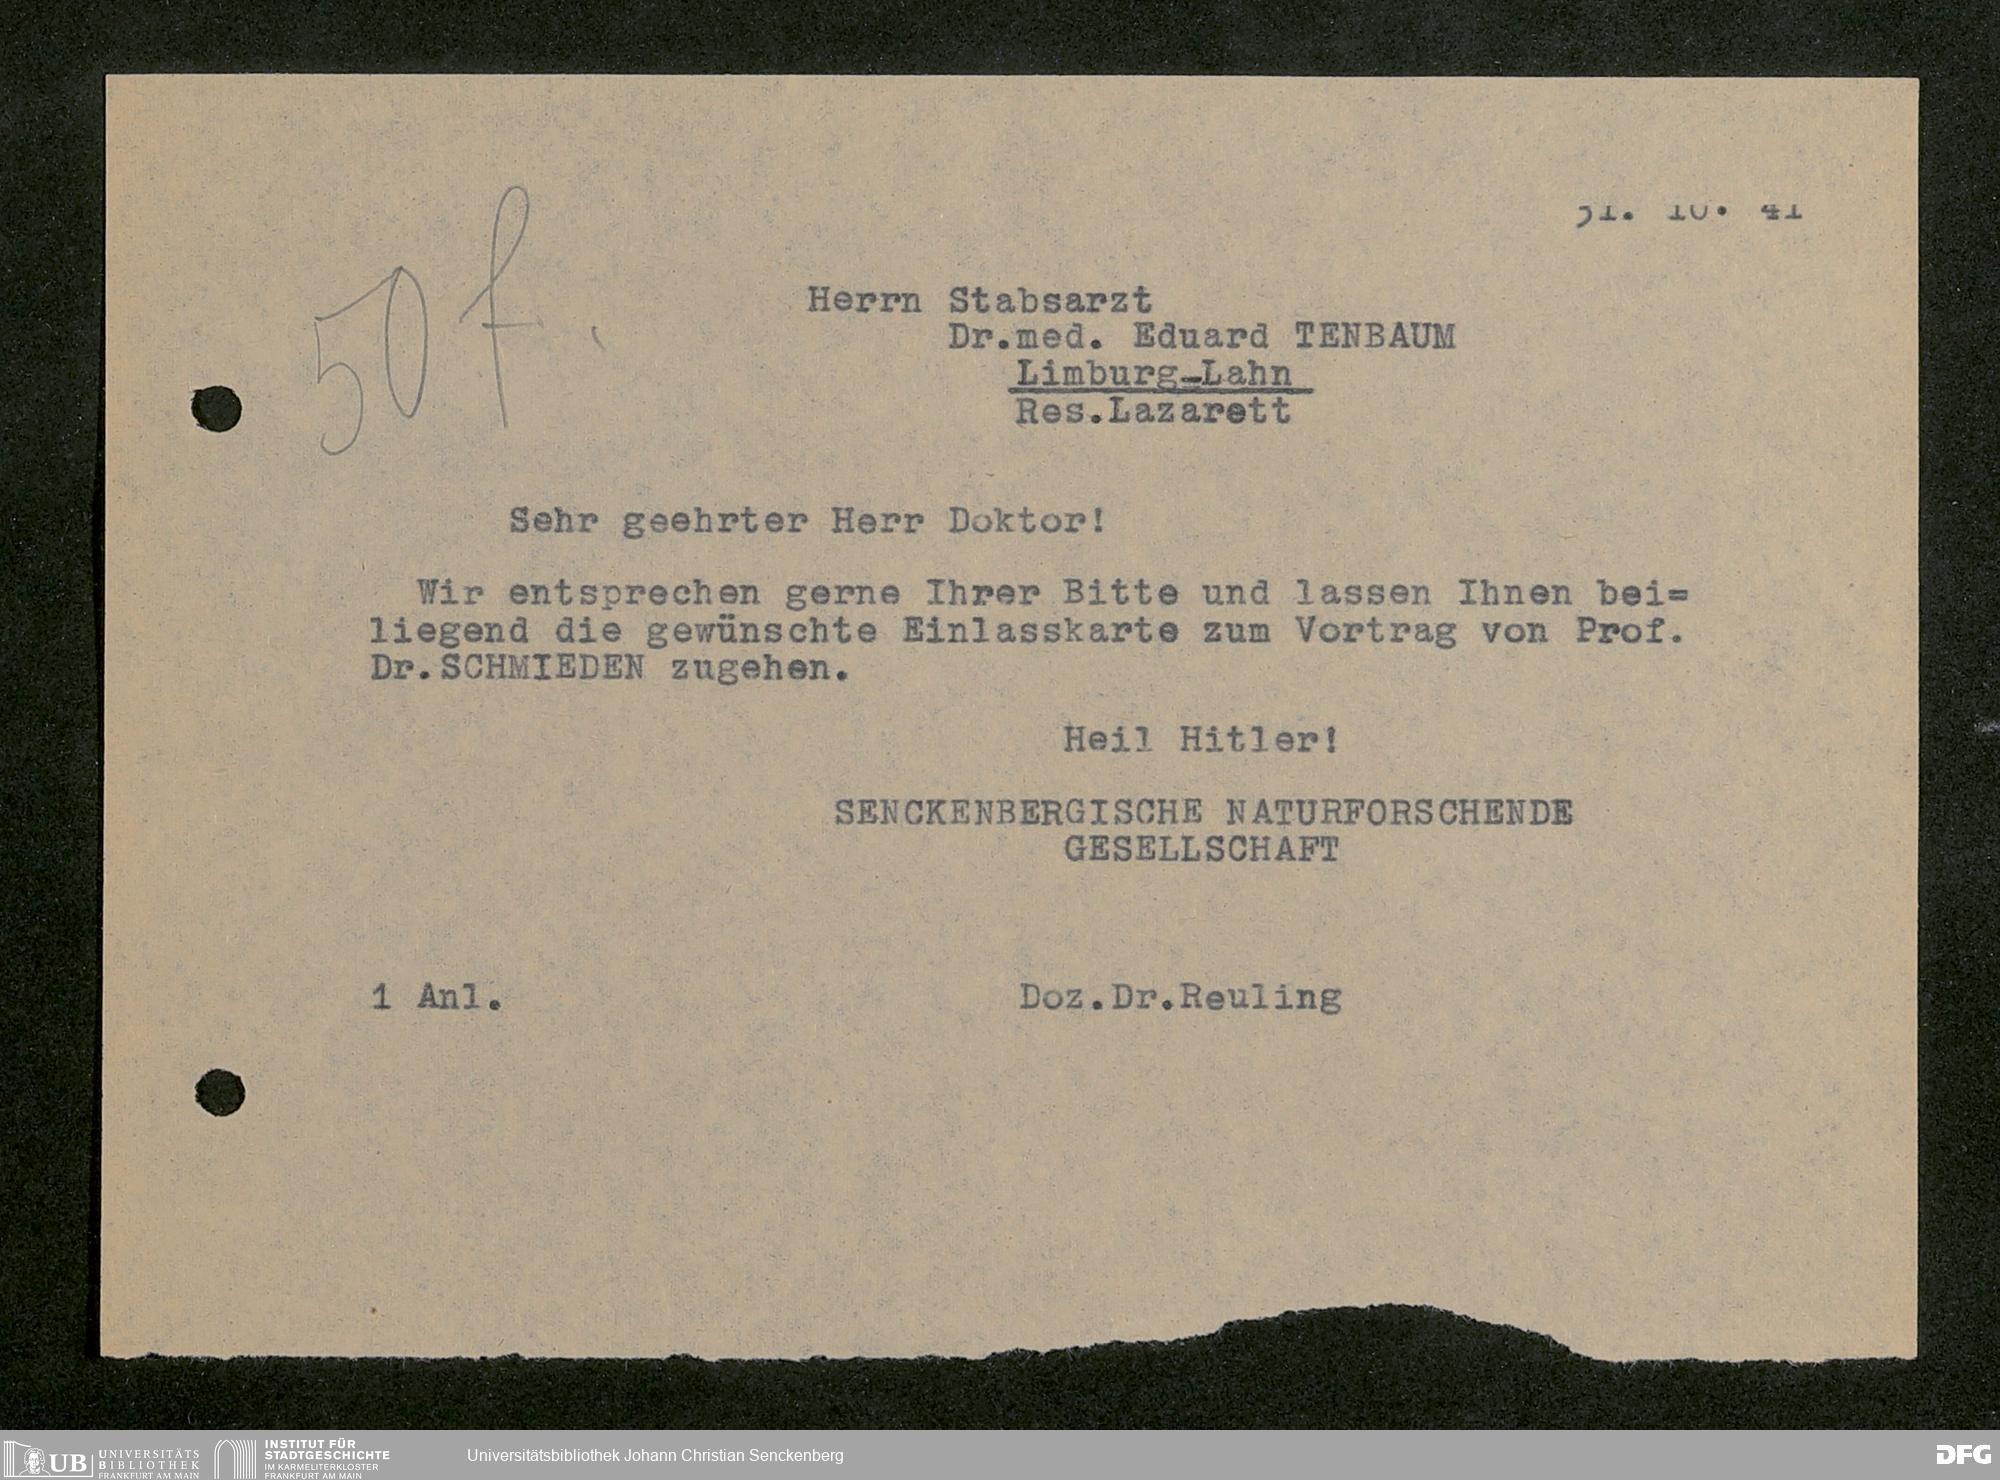 31. 10. 41
50 f.
Herrn Stabsarzt
Dr.med. Eduard TENBAUM
Limburg-Lahn
Res.Lazarett
Sehr geehrter Herr Doktor!
Wir entsprechen gerne Ihrer Bitte und lassen Ihnen bei=
liegend die gewünschte Einlasskarte zum Vortrag von Prof.
Dr.SCHMIEDEN zugehen.
Heil Hitler!
SENCKENBERGISCHE NATURFORSCHENDE
GESELLSCHAFT
1 Anl.
Doz.Dr.Reuling
UB
UNIVERSITÄTS
BIBLIOTHEK
FRANKFURT AM MAIN
INSTITUT FÜR
STADTGESCHICHTE
IM KARMELITERKLOSTER
FRANKFURT AM MAIN
Universitätsbibliothek Johann Christian Senckenberg
DFG